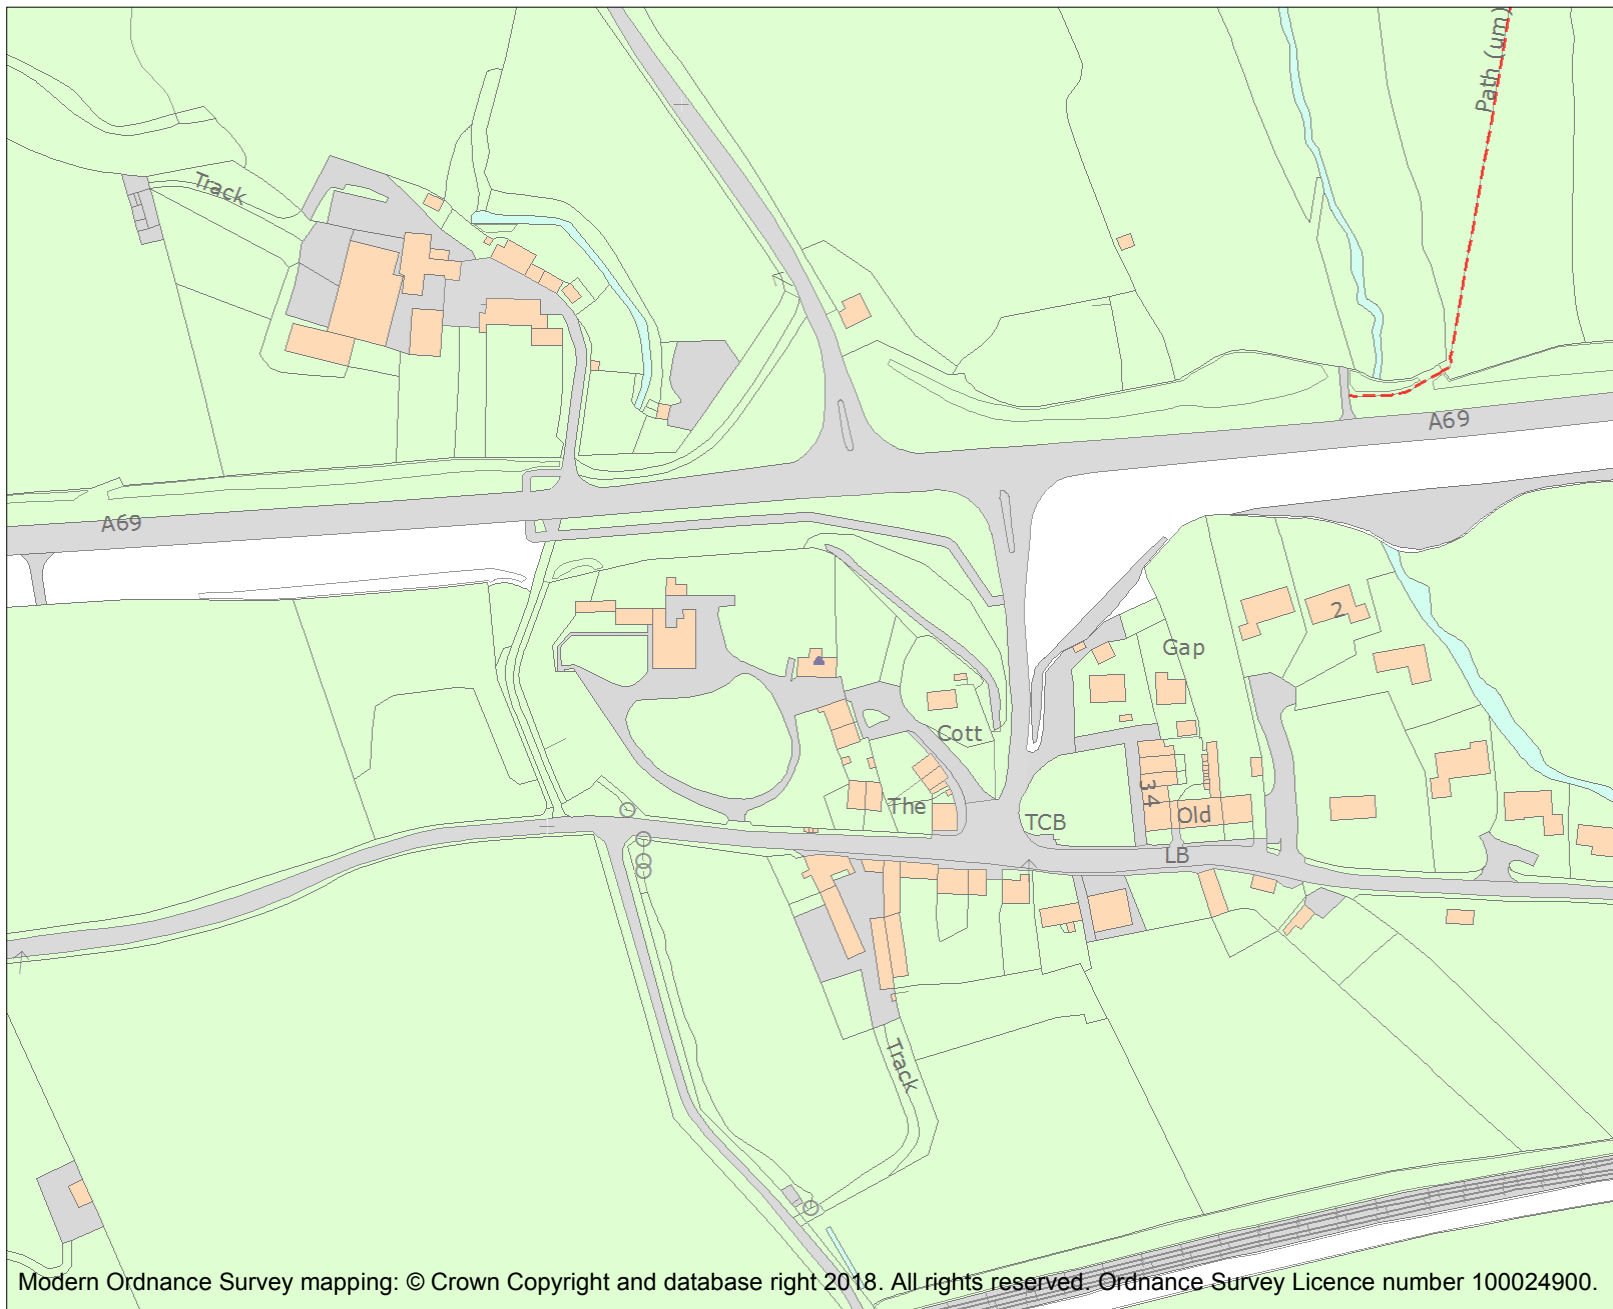 Path (um)
Track
A69
A69
2
Gap
Cott
34
The
Old
TCB
LB
Track
Modern Ordnance Survey mapping: © Crown Copyright and database right 2018. All rights reserved. Ordnance Survey Licence number 100024900.